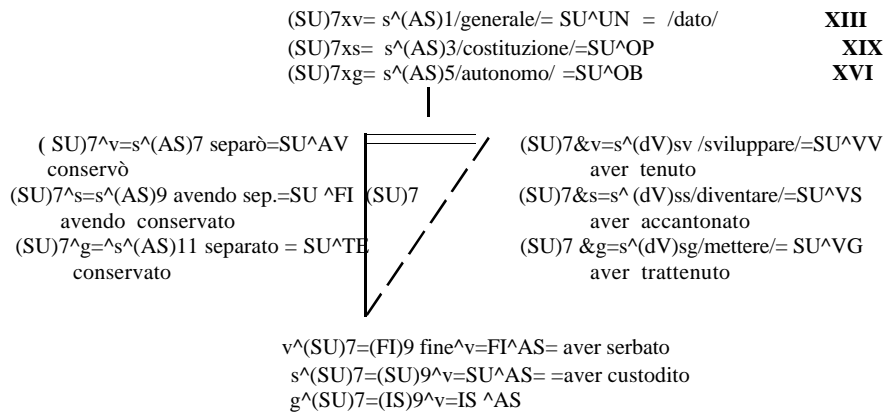 (SU)7xv= s^(AS)1/generale/= SU^UN = /dato/ XIII
(SU)7xs= s^(AS)3/costituzione/=SU^OP XIX
(SU)7xg= s^(AS)5/autonomo/ =SU^OB XVI
( SU)7^v=s^(AS)7 separò=SU^AV
conservò
(SU)7^s=s^(AS)9 avendo sep.=SU ^FI (SU)7
avendo conservato
(SU)7^g=^s^(AS)11 separato = SU^TE
conservato
(SU)7&v=s^(dV)sv /sviluppare/=SU^VV
aver tenuto
(SU)7&s=s^ (dV)ss/diventare/=SU^VS
aver accantonato
(SU)7 &g=s^(dV)sg/mettere/= SU^VG
aver trattenuto
v^(SU)7=(FI)9 fine^v=FI^AS= aver serbato
s^(SU)7=(SU)9^v=SU^AS= =aver custodito
g^(SU)7=(IS)9^v=IS ^AS